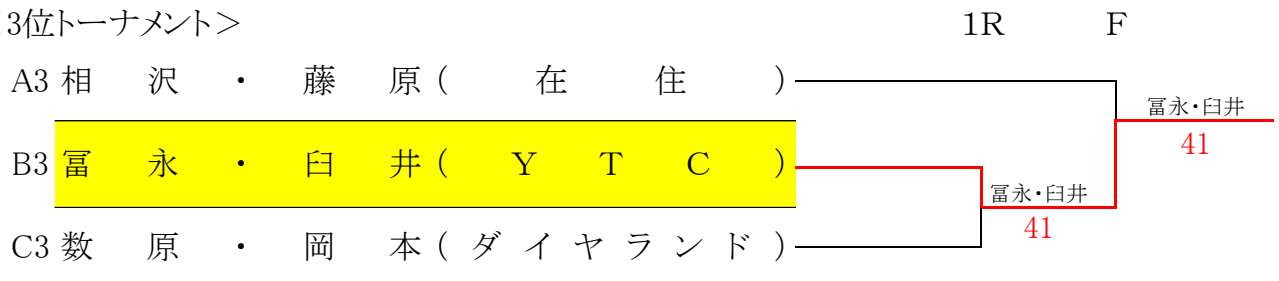 3位トーナメント＞ 1R F
A3 相沢・藤原(在住)
冨永・臼井
41
B3 冨永・臼井(YTC)
冨永・臼井
41
C3 数原・岡本(ダイヤランド)